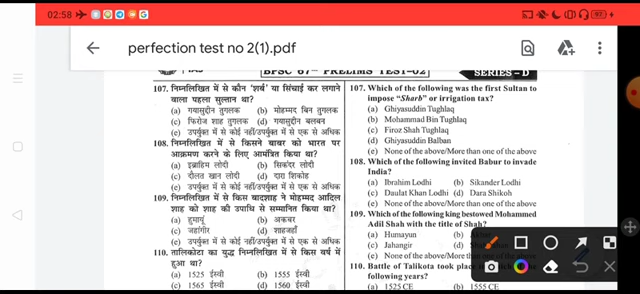 02:58
perfection test no 2(1).pdf
BPSC 67th PRELIMS TEST-02
SERIES - D
107. निम्नलिखित में से कौन 'शर्ब' या सिंचाई कर लगाने
वाला पहला सुल्तान था?
(a) गयासुद्दीन तुगलक (b) मोहम्मद बिन तुगलक
(c) फिरोज शाह तुगलक (d) गयासुद्दीन बलबन
(e) उपर्युक्त में से कोई नहीं/उपर्युक्त में से एक से अधिक
108. निम्नलिखित में से किसने बाबर को भारत पर
आक्रमण करने के लिए आमंत्रित किया था?
(a) इब्राहिम लोदी (b) सिकंदर लोदी
(c) दौलत खान लोदी (d) दारा शिकोह
(e) उपर्युक्त में से कोई नहीं/उपर्युक्त में से एक से अधिक
109. निम्नलिखित में से किस बादशाह ने मोहम्मद आदिल
शाह को शाह की उपाधि से सम्मानित किया था?
(a) हुमायूं (b) अकबर
(c) जहांगीर (d) शाहजहाँ
(e) उपर्युक्त में से कोई नहीं/उपर्युक्त में से एक से अधिक
110. तालिकोटा का युद्ध निम्नलिखित में से किस वर्ष में
हुआ था?
(a) 1525 ईस्वी (b) 1555 ईस्वी
(c) 1565 ईस्वी (d) 1560 ईस्वी
107. Which of the following was the first Sultan to
impose "Sharb" or irrigation tax?
(a) Ghiyasuddin Tughlaq
(b) Mohammad Bin Tughlaq
(c) Firoz Shah Tughlaq
(d) Ghiyasuddin Balban
(e) None of the above/More than one of the above
108. Which of the following invited Babur to invade
India?
(a) Ibrahim Lodhi (b) Sikander Lodhi
(c) Daulat Khan Lodhi (d) Dara Shikoh
(e) None of the above/More than one of the above
109. Which of the following king bestowed Mohammed
Adil Shah with the title of Shah?
(a) Humayun (b)
(c) Jahangir (d)
(e) None of the above/More
110. Battle of Talikota took place
following years?
(a) 1525 CE (b) 1555 CE